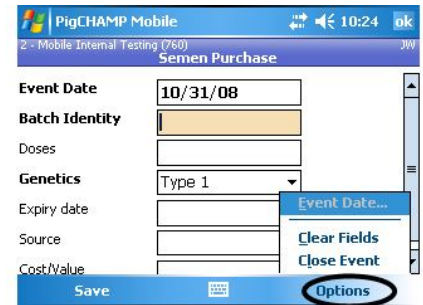 PigCHAMP Mobile 10:24 ok
2 - Mobile Internal Testing (760) JW
Semen Purchase
Event Date 10/31/08
Batch Identity
Doses
Genetics Type 1
Expiry date
Source
Cost/Value
Event Date...
Clear Fields
Close Event
Save Options